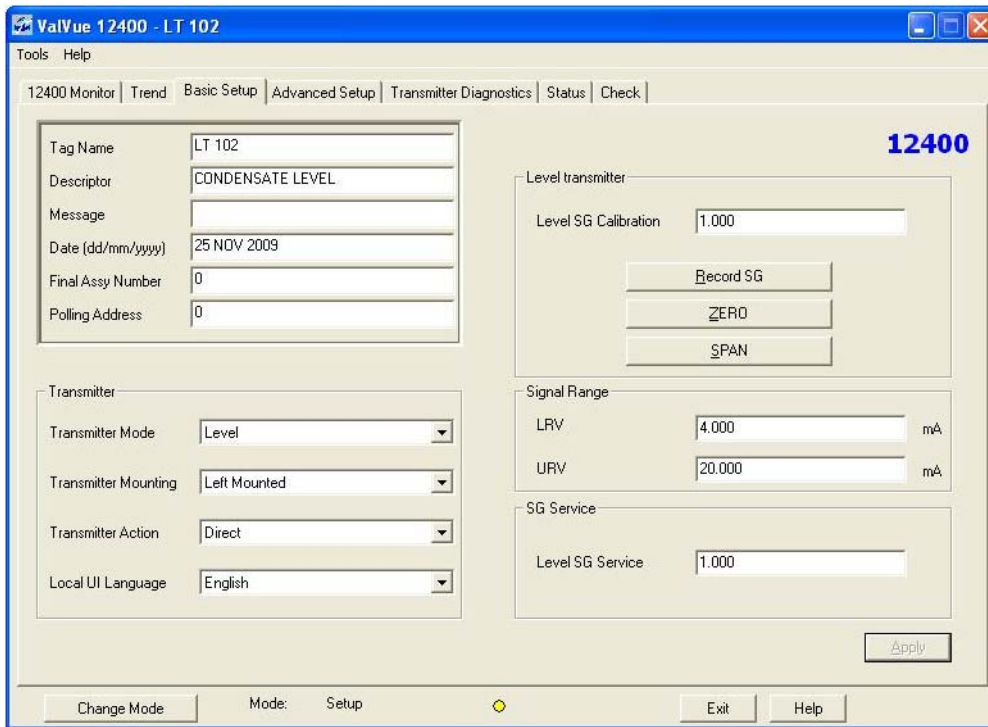 ValVue 12400 - LT 102
Tools Help
12400 Monitor Trend Basic Setup Advanced Setup Transmitter Diagnostics Status Check
12400
Tag Name LT 102
Descriptor CONDENSATE LEVEL
Message
Date (dd/mm/yyyy) 25 NOV 2009
Final Assy Number 0
Polling Address 0
Level transmitter
Level SG Calibration 1.000
Record SG
ZERO
SPAN
Transmitter
Transmitter Mode Level
Transmitter Mounting Left Mounted
Transmitter Action Direct
Local UI Language English
Signal Range
LRV 4.000 mA
URV 20.000 mA
SG Service
Level SG Service 1.000
Apply
Change Mode Mode: Setup Exit Help